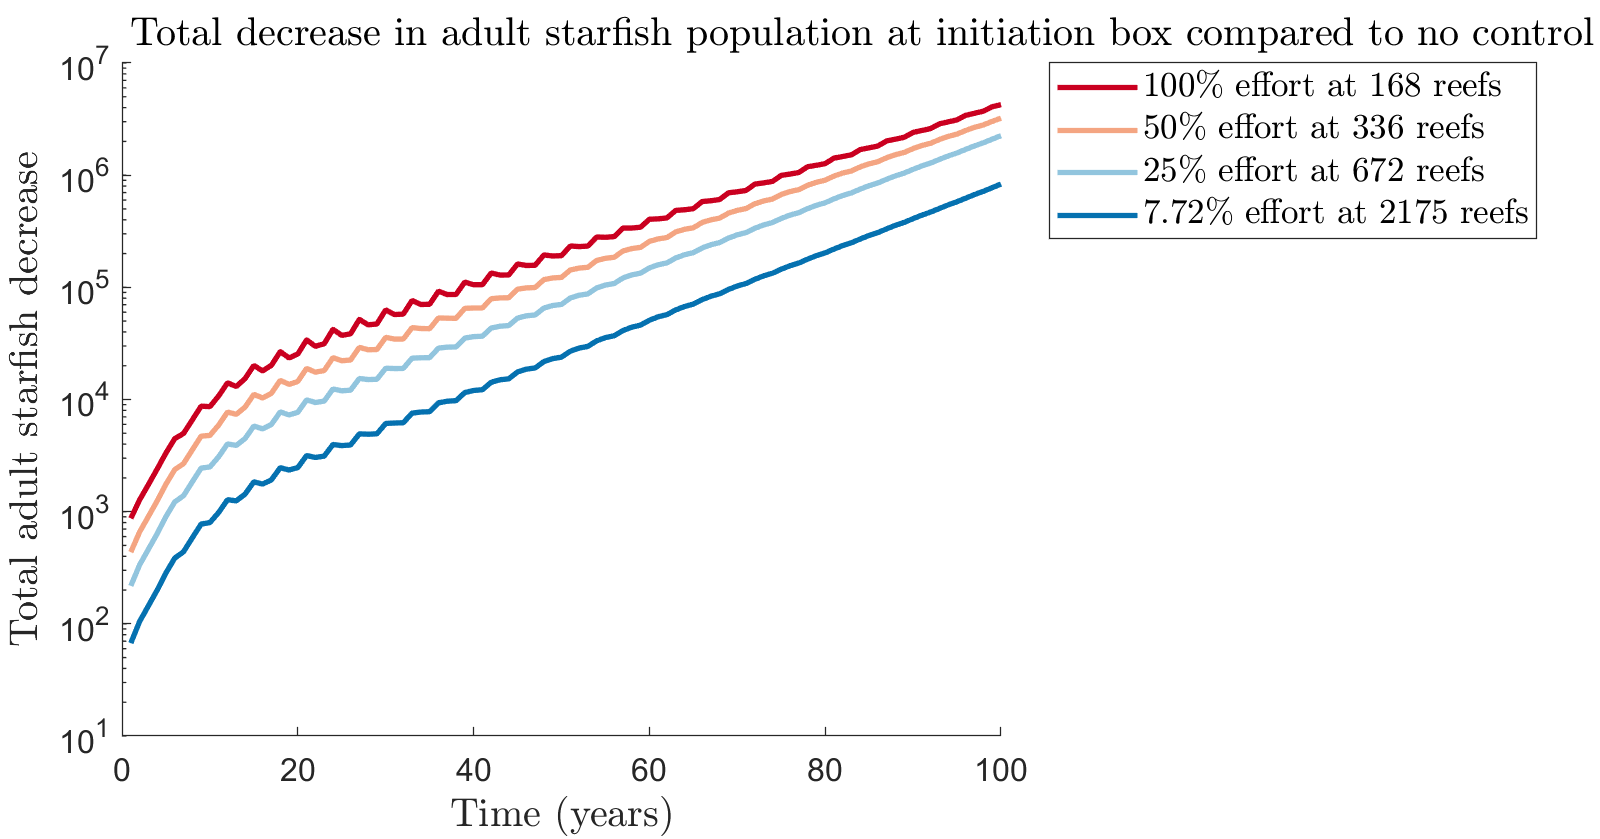 Total decrease in adult starfish population at initiation box compared to no control
Total adult starfish decrease
10^7
10^6
10^5
10^4
10^3
10^2
10^1
0 20 40 60 80 100
Time (years)
100% effort at 168 reefs
50% effort at 336 reefs
25% effort at 672 reefs
7.72% effort at 2175 reefs